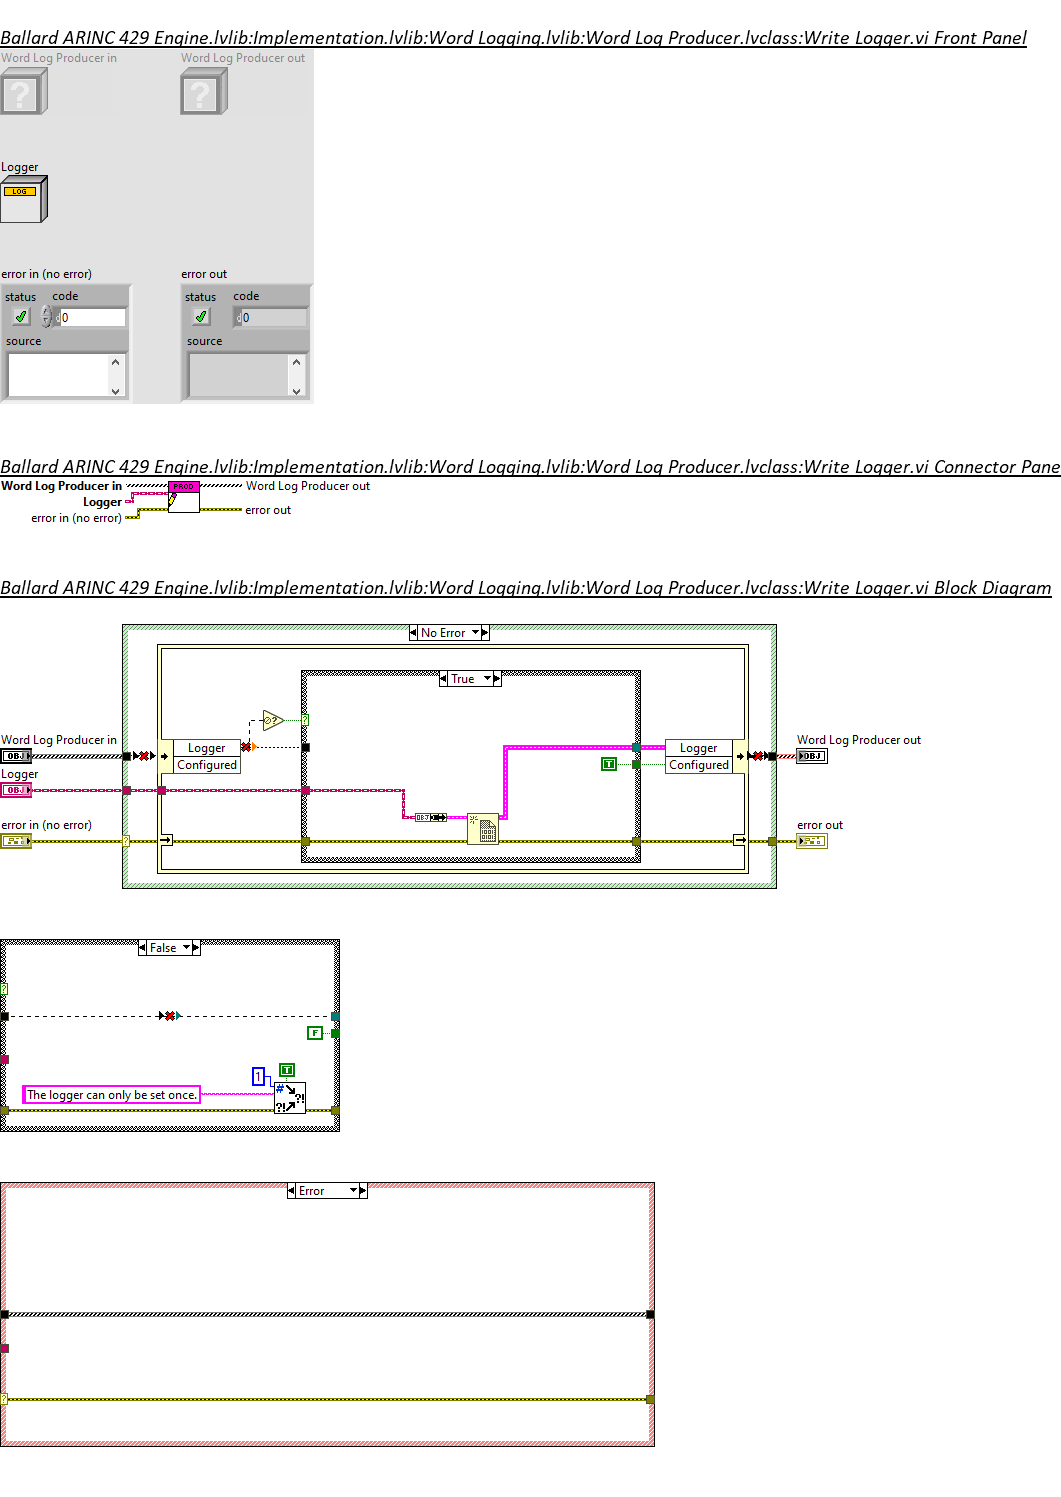 Ballard ARINC 429 Engine.lvlib:Implementation.lvlib:Word Logging.lvlib:Word Log Producer.lvclass:Write Logger.vi Front Panel
Word Log Producer in
Word Log Producer out
?
?
Logger
LOG
error in (no error)
error out
status
code
status
code
0
0
source
source
Ballard ARINC 429 Engine.lvlib:Implementation.lvlib:Word Logging.lvlib:Word Log Producer.lvclass:Write Logger.vi Connector Pane
Word Log Producer in
PROD
Word Log Producer out
Logger
error in (no error)
error out
Ballard ARINC 429 Engine.lvlib:Implementation.lvlib:Word Logging.lvlib:Word Log Producer.lvclass:Write Logger.vi Block Diagram
No Error
True
Word Log Producer in
OBJ
Logger
Configured
?
?
Logger
Configured
T
Word Log Producer out
OBJ
Logger
OBJ
OBJ
error in (no error)
?
error out
False
?
F
T
1
The logger can only be set once.
#
?!
?!
Error
?